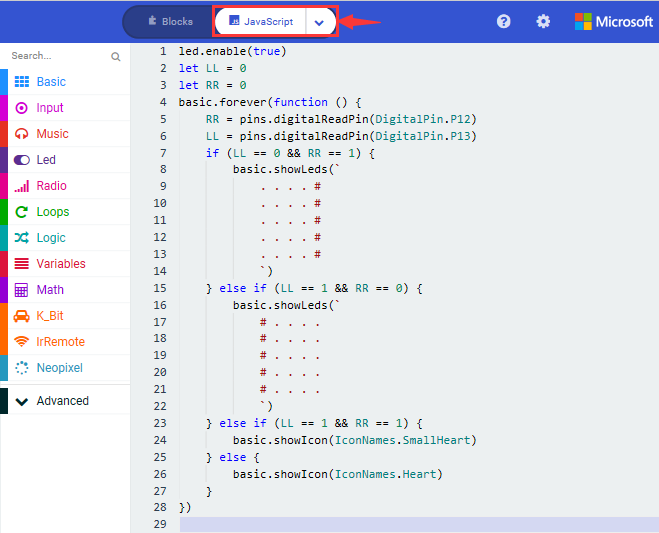 Blocks
JavaScript
Microsoft
Search...
Basic
Input
Music
Led
Radio
Loops
Logic
Variables
Math
K_Bit
IrRemote
Neopixel
Advanced
1 led.enable(true)
2 let LL = 0
3 let RR = 0
4 basic.forever(function () {
5 RR = pins.digitalReadPin(DigitalPin.P12)
6 LL = pins.digitalReadPin(DigitalPin.P13)
7 if (LL == 0 && RR == 1) {
8 basic.showLeds(`
9 . . . . #
10 . . . . #
11 . . . . #
12 . . . . #
13 . . . . #
14 `)
15 } else if (LL == 1 && RR == 0) {
16 basic.showLeds(`
17 # . . . .
18 # . . . .
19 # . . . .
20 # . . . .
21 # . . . .
22 `)
23 } else if (LL == 1 && RR == 1) {
24 basic.showIcon(IconNames.SmallHeart)
25 } else {
26 basic.showIcon(IconNames.Heart)
27 }
28 })
29